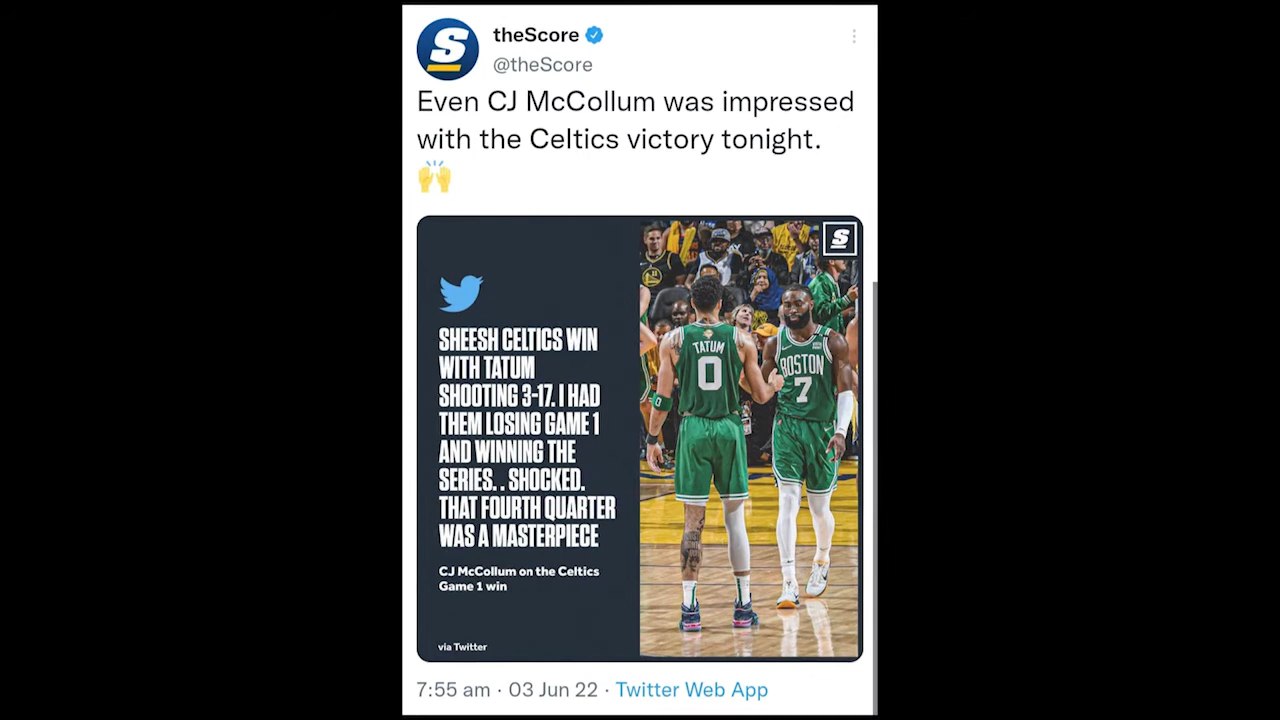 theScore
@theScore
Even CJ McCollum was impressed
with the Celtics victory tonight.
S
SHEESH CELTICS WIN
WITH TATUM
SHOOTING 3-17. I HAD
THEM LOSING GAME 1
AND WINNING THE
SERIES. . SHOCKED.
THAT FOURTH QUARTER
WAS A MASTERPIECE
CJ McCollum on the Celtics
Game 1 win
via Twitter
S
TATUM
0
BOSTON
7
7:55 am · 03 Jun 22 · Twitter Web App